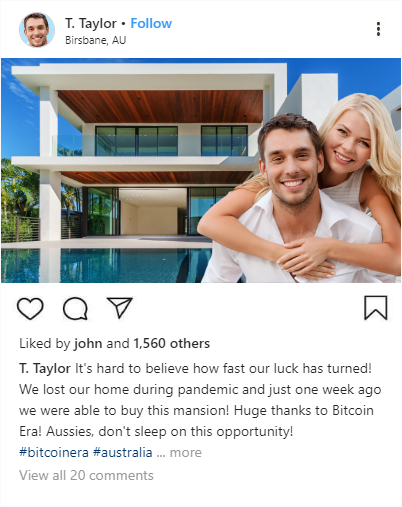 T. Taylor • Follow
Birsbane, AU
Liked by john and 1,560 others
T. Taylor It's hard to believe how fast our luck has turned!
We lost our home during pandemic and just one week ago
we were able to buy this mansion! Huge thanks to Bitcoin
Era! Aussies, don't sleep on this opportunity!
#bitcoinera #australia ... more
View all 20 comments